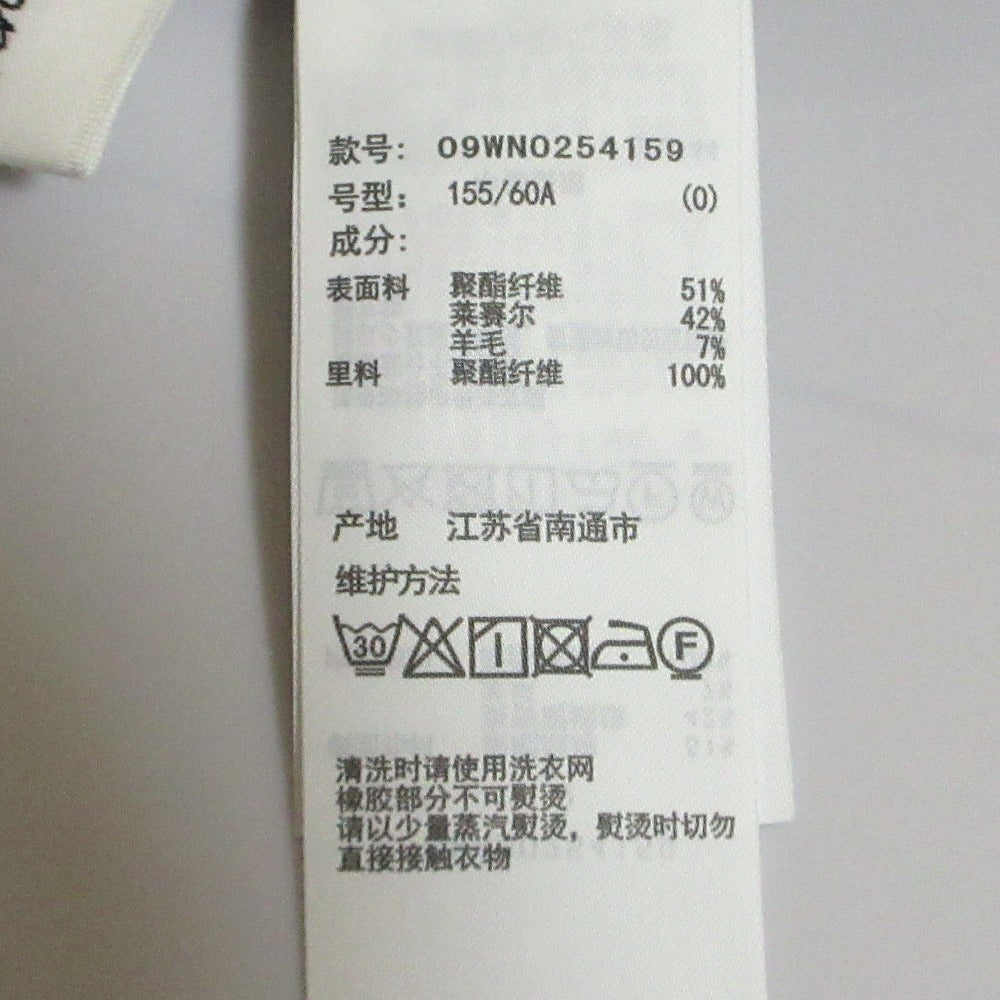 款号: 09WNO254159
号型: 155/60A (0)
成分:
表面料 聚酯纤维 51%
莱赛尔 42%
羊毛 7%
里料 聚酯纤维 100%
产地 江苏省南通市
维护方法
30 F
清洗时请使用洗衣网
橡胶部分不可熨烫
请以少量蒸汽熨烫，熨烫时切勿
直接接触衣物